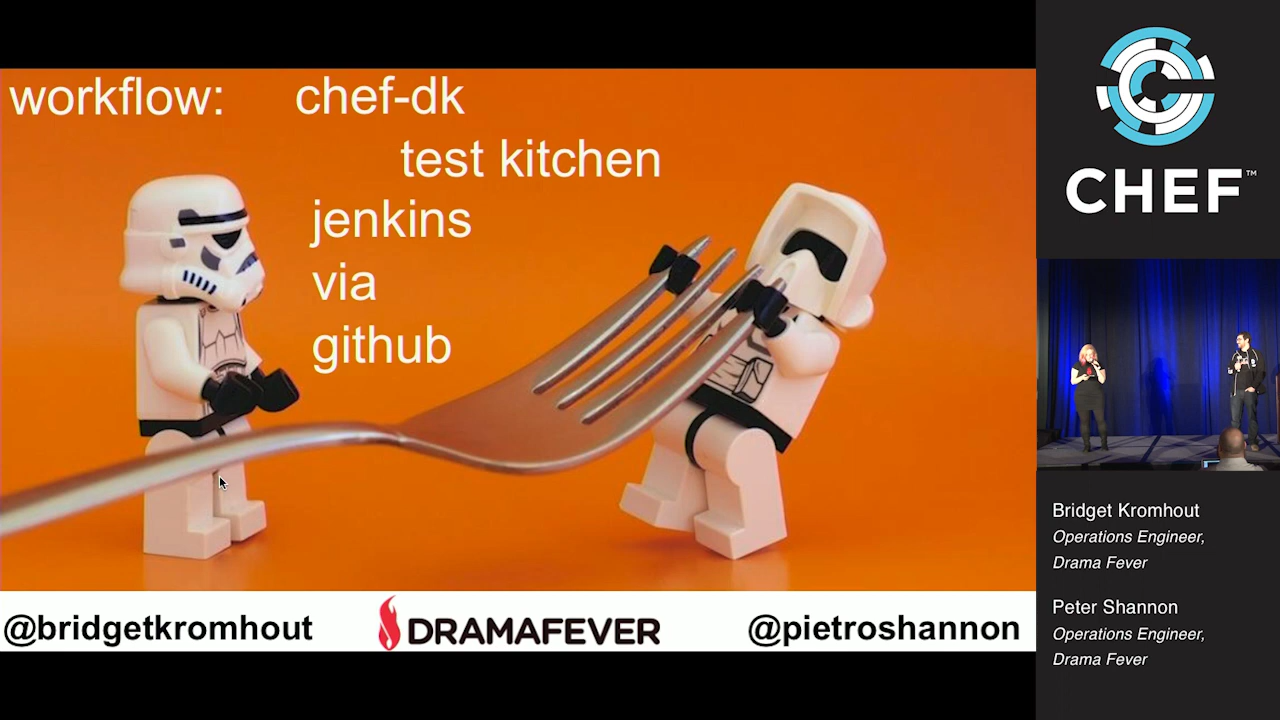 workflow: chef-dk
test kitchen
jenkins
via
github
@bridgetkromhout
DRAMAFEVER
@pietroshannon
CHEF™
Bridget Kromhout
Operations Engineer,
Drama Fever
Peter Shannon
Operations Engineer,
Drama Fever